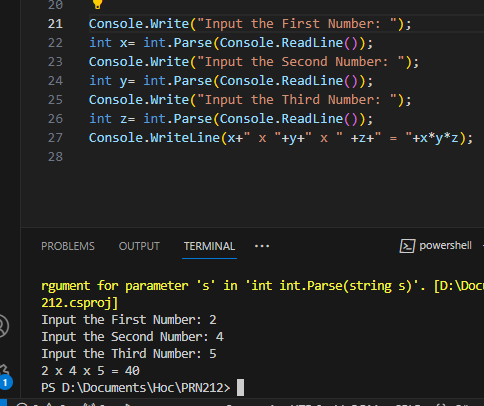 20
21 Console.Write("Input the First Number: ");
22 int x= int.Parse(Console.ReadLine());
23 Console.Write("Input the Second Number: ");
24 int y= int.Parse(Console.ReadLine());
25 Console.Write("Input the Third Number: ");
26 int z= int.Parse(Console.ReadLine());
27 Console.WriteLine(x+" x "+y+" x " +z+" = "+x*y*z);
28
PROBLEMS OUTPUT TERMINAL ··· powershell
rgument for parameter 's' in 'int int.Parse(string s)'. [D:\Docu
212.csproj]
Input the First Number: 2
Input the Second Number: 4
Input the Third Number: 5
2 x 4 x 5 = 40
PS D:\Documents\Hoc\PRN212>
1